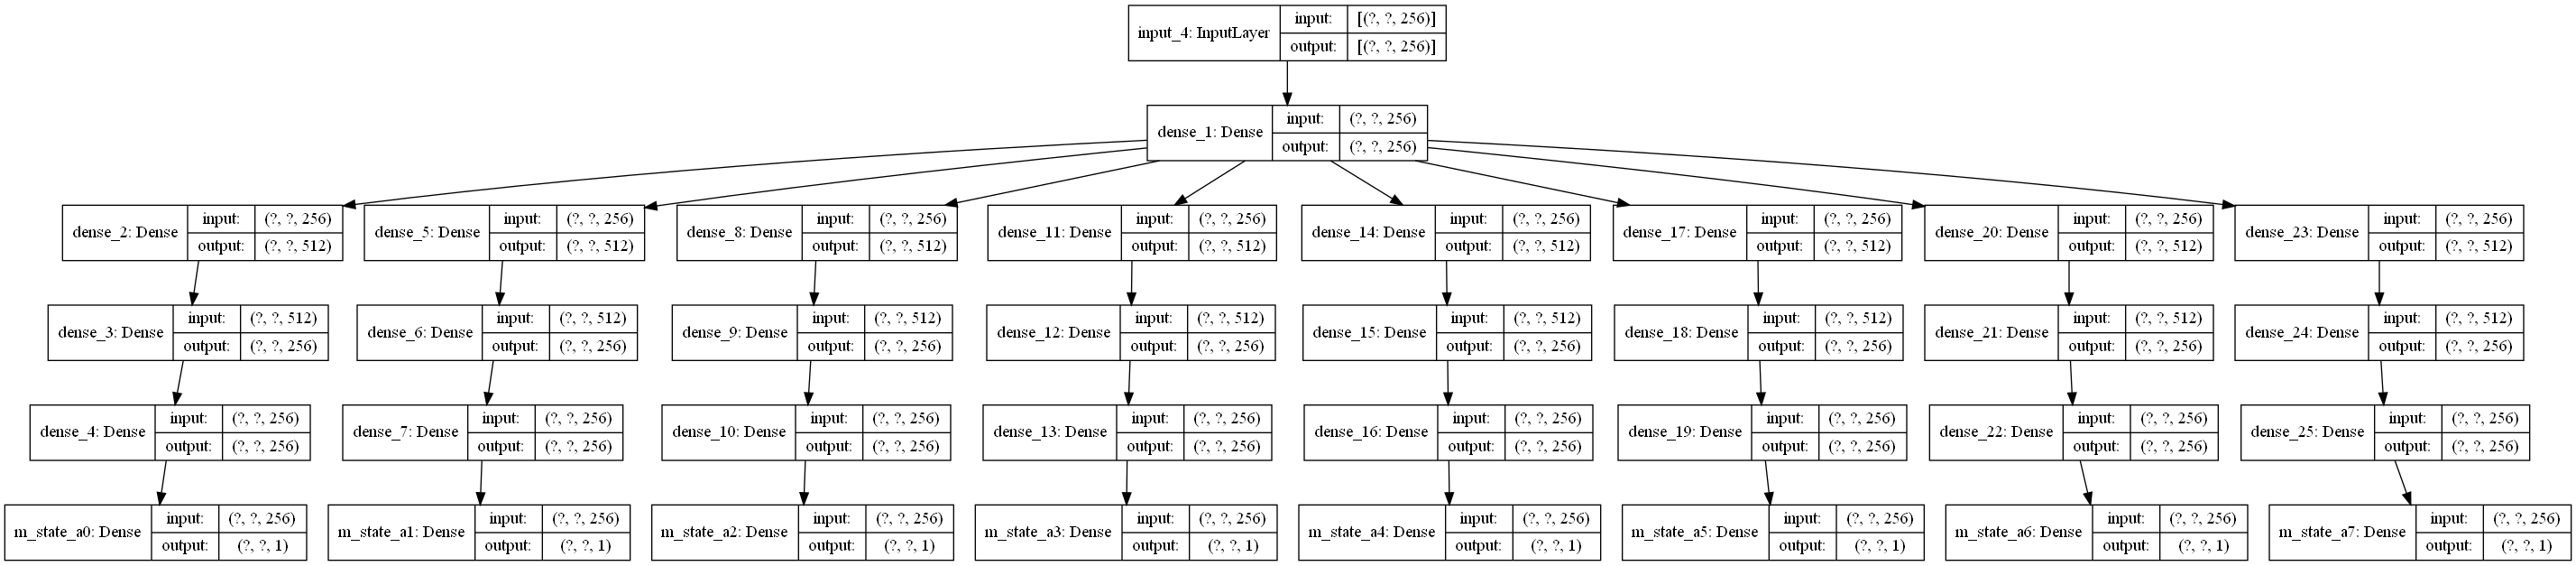 input_4: InputLayer input: [(?, ?, 256)]
output: [(?, ?, 256)]
dense_1: Dense input: (?, ?, 256)
output: (?, ?, 256)
dense_2: Dense input: (?, ?, 256)
output: (?, ?, 512)
dense_5: Dense input: (?, ?, 256)
output: (?, ?, 512)
dense_8: Dense input: (?, ?, 256)
output: (?, ?, 512)
dense_11: Dense input: (?, ?, 256)
output: (?, ?, 512)
dense_14: Dense input: (?, ?, 256)
output: (?, ?, 512)
dense_17: Dense input: (?, ?, 256)
output: (?, ?, 512)
dense_20: Dense input: (?, ?, 256)
output: (?, ?, 512)
dense_23: Dense input: (?, ?, 256)
output: (?, ?, 512)
dense_3: Dense input: (?, ?, 512)
output: (?, ?, 256)
dense_6: Dense input: (?, ?, 512)
output: (?, ?, 256)
dense_9: Dense input: (?, ?, 512)
output: (?, ?, 256)
dense_12: Dense input: (?, ?, 512)
output: (?, ?, 256)
dense_15: Dense input: (?, ?, 512)
output: (?, ?, 256)
dense_18: Dense input: (?, ?, 512)
output: (?, ?, 256)
dense_21: Dense input: (?, ?, 512)
output: (?, ?, 256)
dense_24: Dense input: (?, ?, 512)
output: (?, ?, 256)
dense_4: Dense input: (?, ?, 256)
output: (?, ?, 256)
dense_7: Dense input: (?, ?, 256)
output: (?, ?, 256)
dense_10: Dense input: (?, ?, 256)
output: (?, ?, 256)
dense_13: Dense input: (?, ?, 256)
output: (?, ?, 256)
dense_16: Dense input: (?, ?, 256)
output: (?, ?, 256)
dense_19: Dense input: (?, ?, 256)
output: (?, ?, 256)
dense_22: Dense input: (?, ?, 256)
output: (?, ?, 256)
dense_25: Dense input: (?, ?, 256)
output: (?, ?, 256)
m_state_a0: Dense input: (?, ?, 256)
output: (?, ?, 1)
m_state_a1: Dense input: (?, ?, 256)
output: (?, ?, 1)
m_state_a2: Dense input: (?, ?, 256)
output: (?, ?, 1)
m_state_a3: Dense input: (?, ?, 256)
output: (?, ?, 1)
m_state_a4: Dense input: (?, ?, 256)
output: (?, ?, 1)
m_state_a5: Dense input: (?, ?, 256)
output: (?, ?, 1)
m_state_a6: Dense input: (?, ?, 256)
output: (?, ?, 1)
m_state_a7: Dense input: (?, ?, 256)
output: (?, ?, 1)